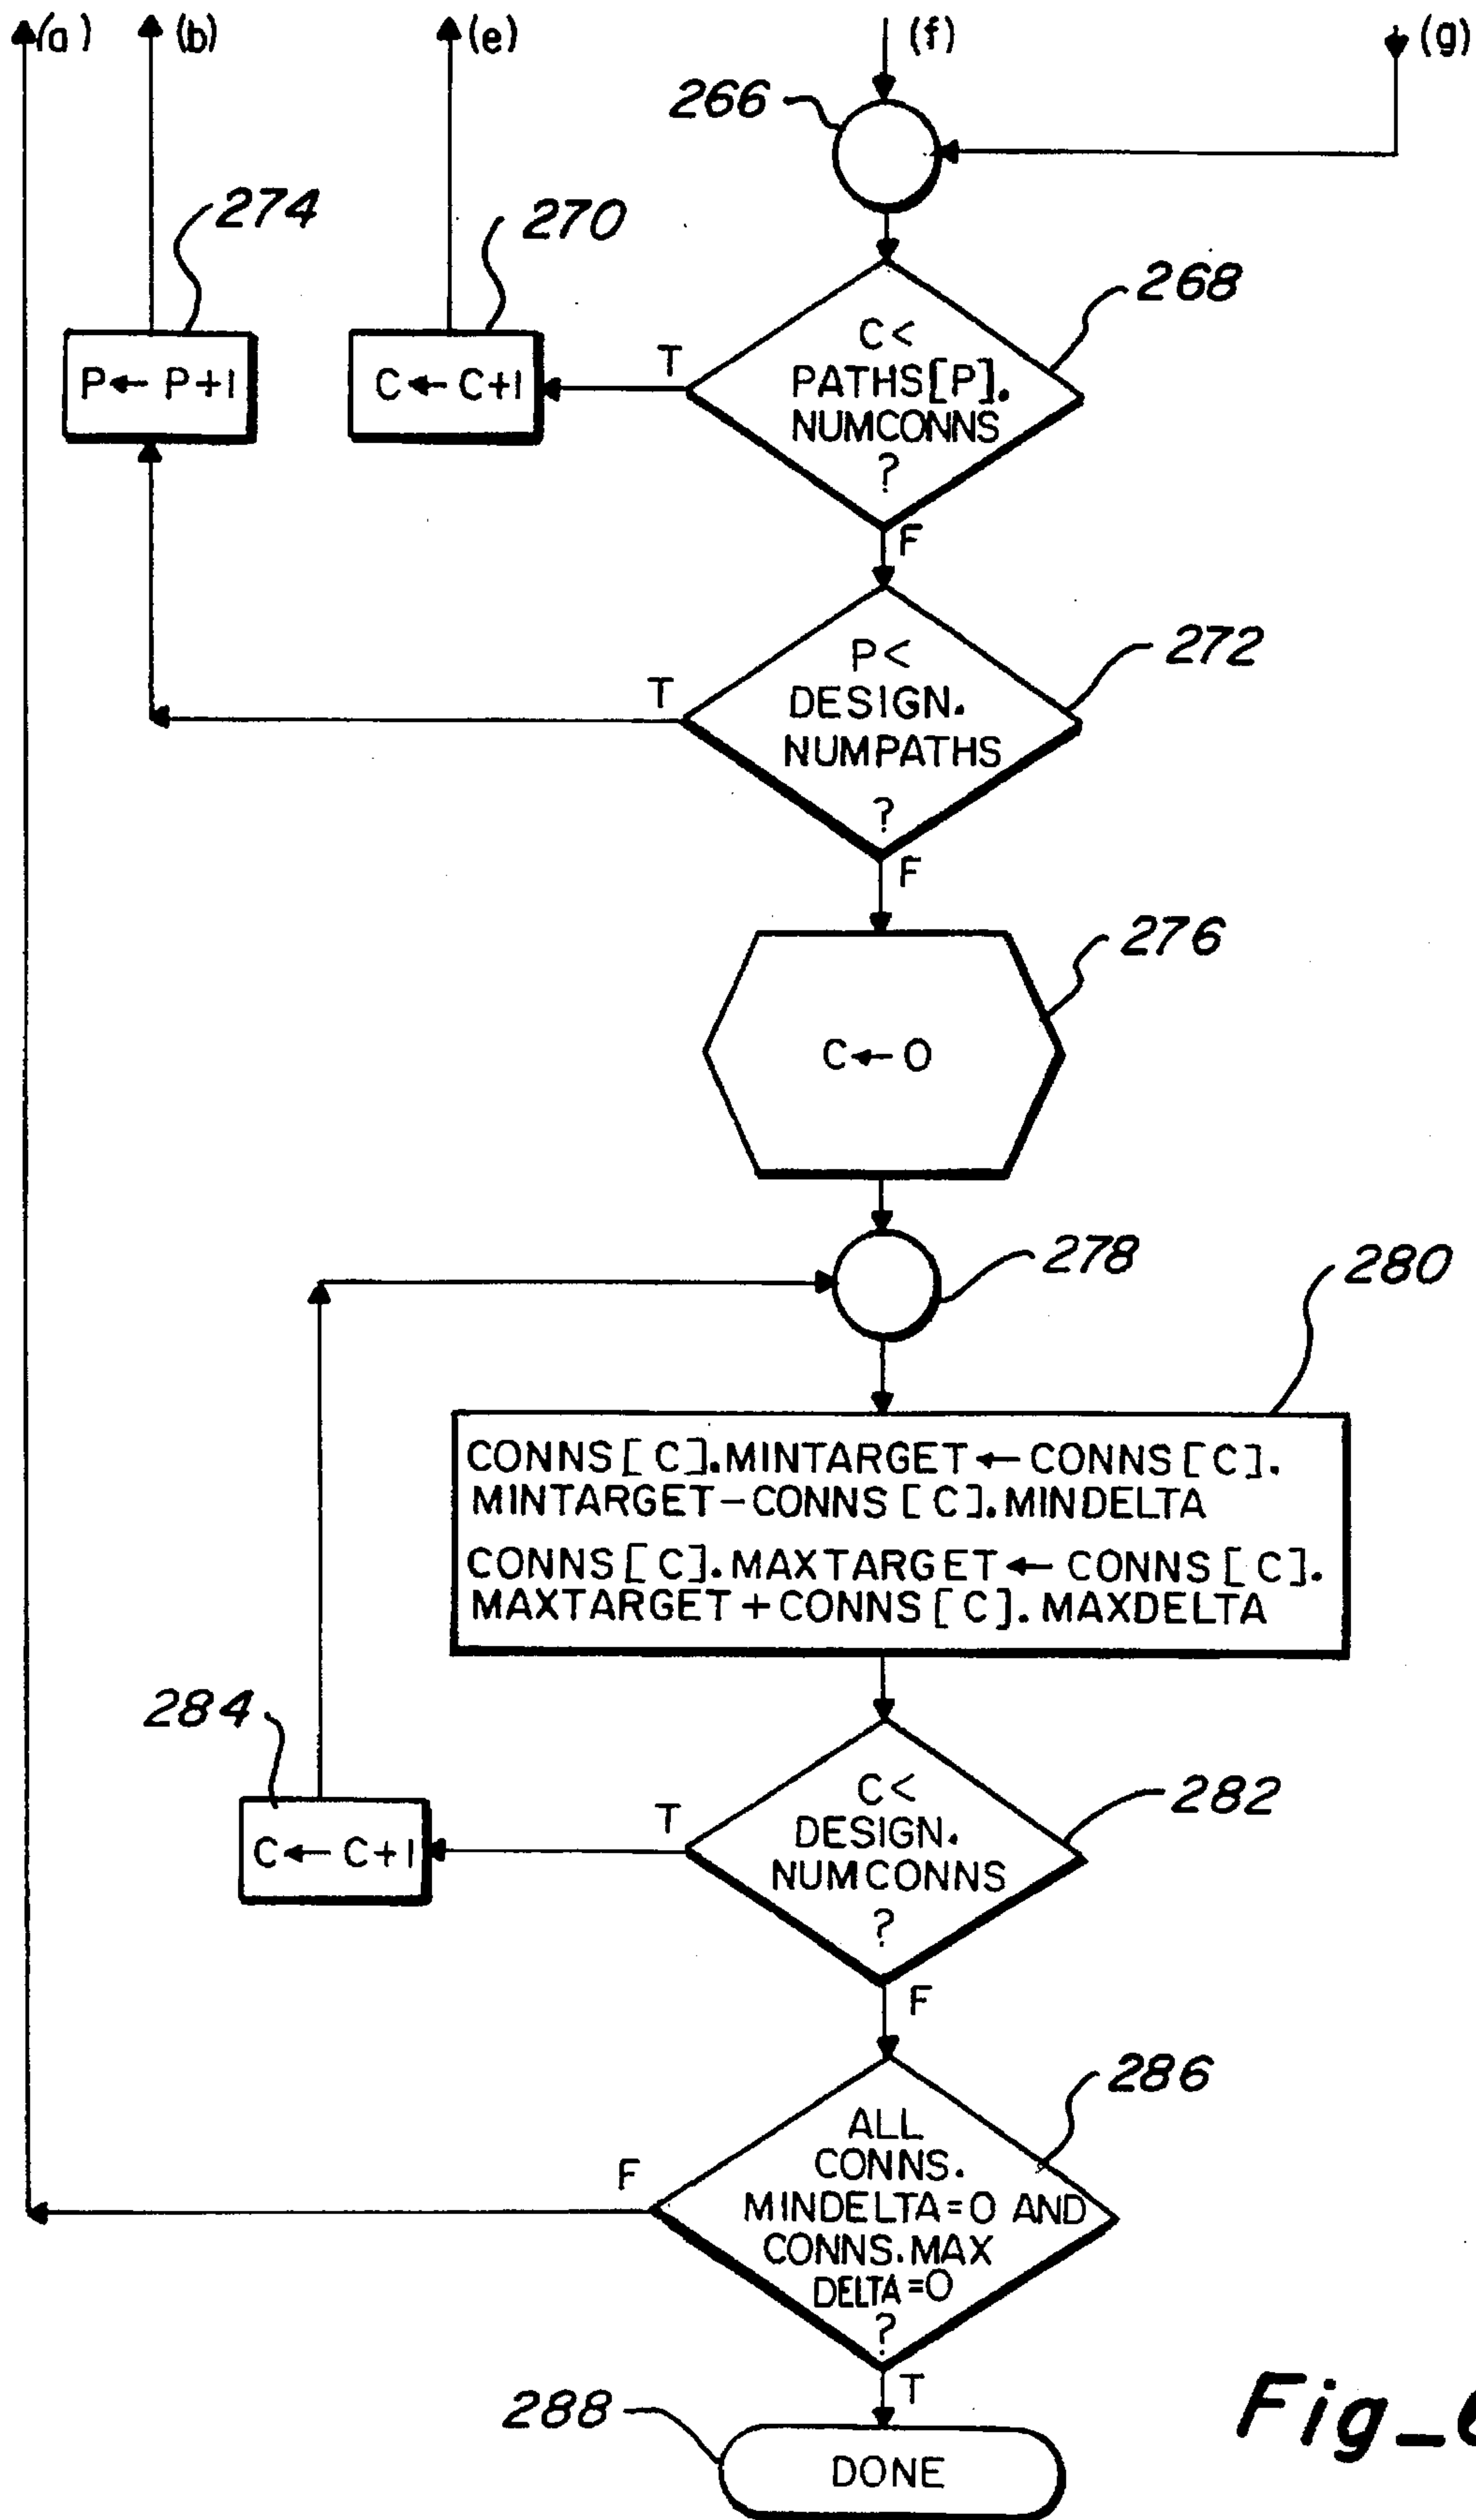 (a)
(b)
(e)
(f)
(g)
266
274
270
268
P ← P+1
C ← C+1
T
C <
PATHS[P].
NUMCONNS
?
F
272
T
P <
DESIGN.
NUMPATHS
?
F
276
C ← 0
278
280
CONNS[C].MINTARGET ← CONNS[C].
MINTARGET – CONNS[C].MINDELTA
CONNS[C].MAXTARGET ← CONNS[C].
MAXTARGET + CONNS[C].MAXDELTA
284
C ← C+1
T
C <
DESIGN.
NUMCONNS
?
282
F
286
F
ALL
CONNS.
MINDELTA=0 AND
CONNS.MAX
DELTA=0
?
T
288
DONE
Fig_